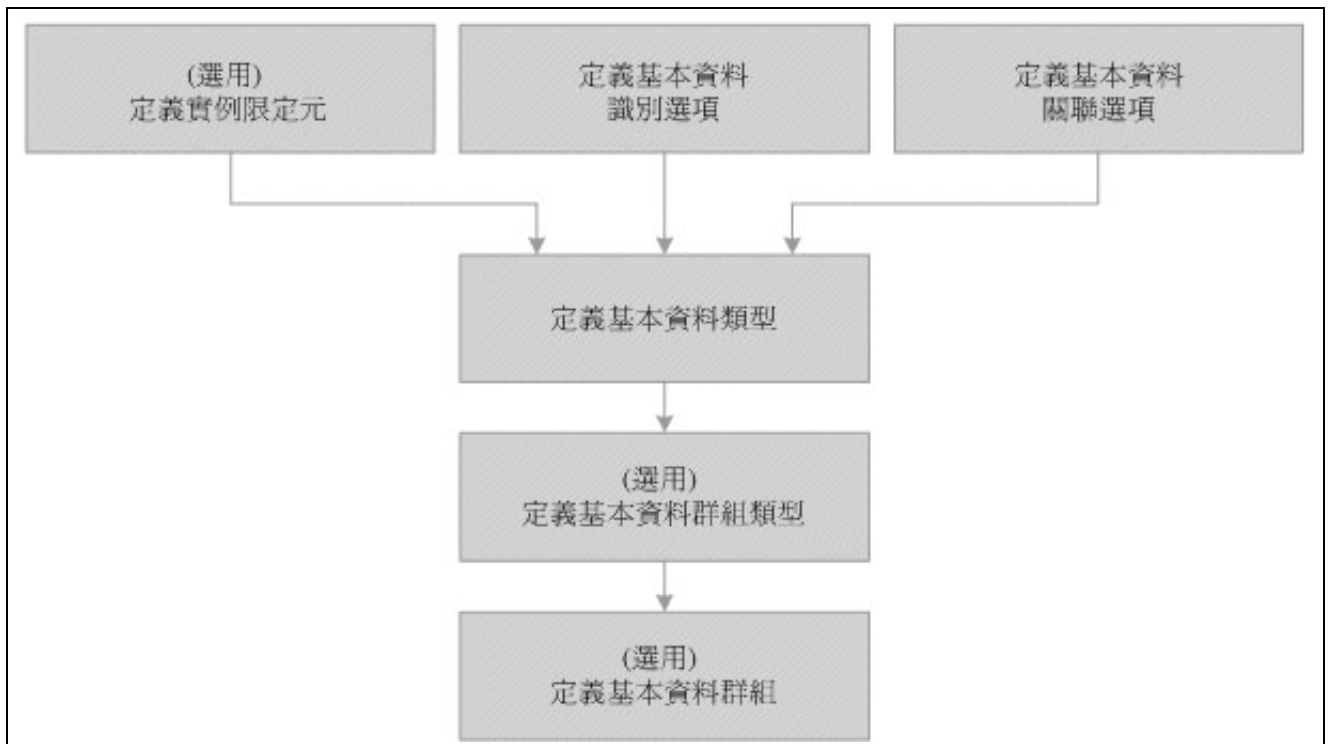 (選用)
定義實例限定元
定義基本資料
識別選項
定義基本資料
關聯選項
定義基本資料類型
(選用)
定義基本資料群組類型
(選用)
定義基本資料群組